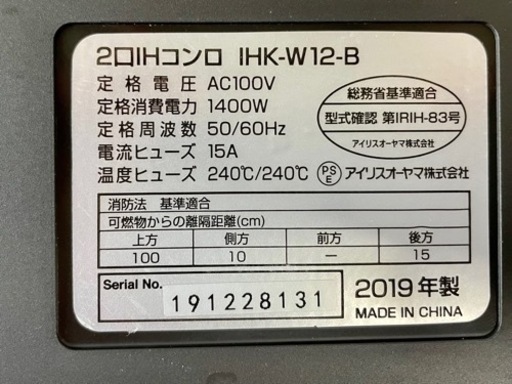 2口IHコンロ IHK-W12-B
定格電圧 AC100V
定格消費電力 1400W
定格周波数 50/60Hz
電流ヒューズ 15A
温度ヒューズ 240℃/240℃
総務省基準適合
型式確認 第IRIH-83号
アイリスオーヤマ株式会社
PSE アイリスオーヤマ株式会社
消防法 基準適合
可燃物からの離隔距離(cm)
上方 側方 前方 後方
100 10 — 15
Serial No. 191228131
2019年製
MADE IN CHINA